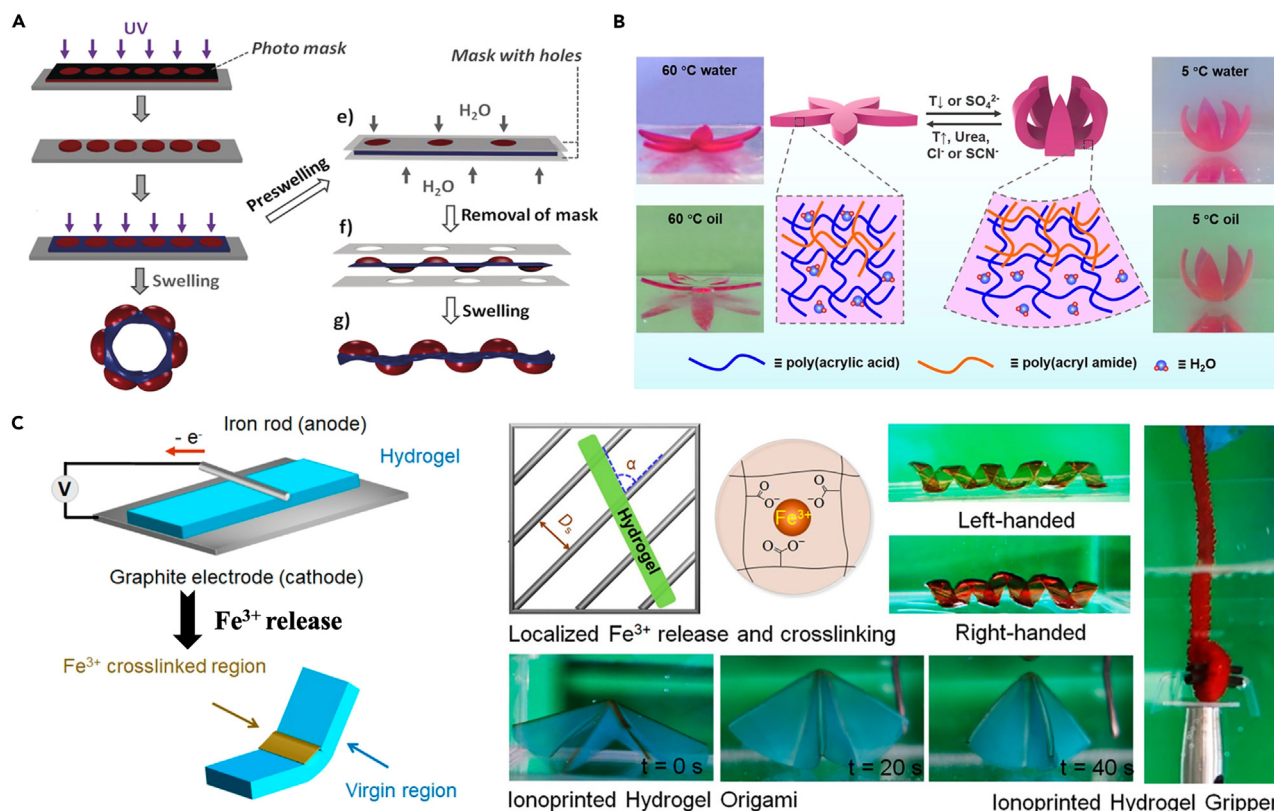 A
UV
Photo mask
Mask with holes
e)
H₂O
H₂O
Preswelling
Removal of mask
f)
Swelling
Swelling
g)
B
60 °C water
T↓ or SO₄²⁻
T↑, Urea,
Cl⁻ or SCN⁻
5 °C water
60 °C oil
5 °C oil
≡ poly(acrylic acid)
≡ poly(acryl amide)
≡ H₂O
C
Iron rod (anode)
- e⁻
Hydrogel
V
Graphite electrode (cathode)
Fe³⁺ release
Fe³⁺ crosslinked region
Virgin region
α
Dₛ
Hydrogel
O⁻
⁻O
Fe³⁺
O
O
O
O⁻
Localized Fe³⁺ release and crosslinking
Left-handed
Right-handed
t = 0 s
t = 20 s
t = 40 s
Ionoprinted Hydrogel Origami
Ionoprinted Hydrogel Gripper